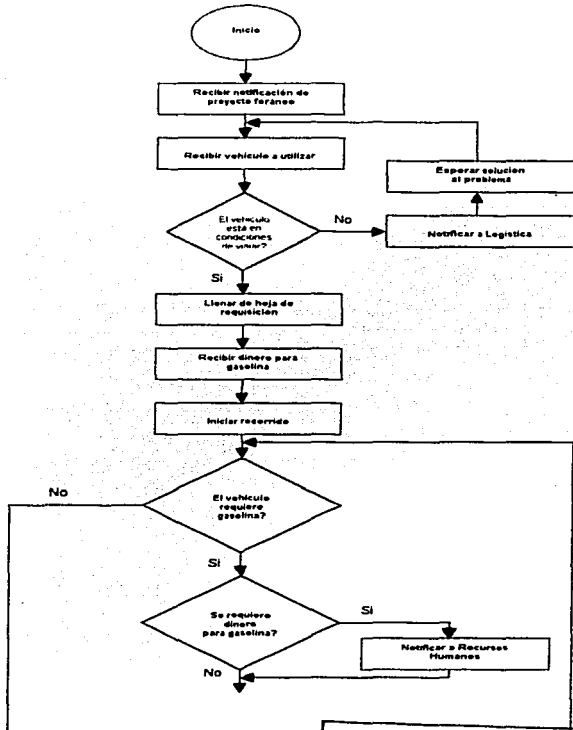 Inicio
Recibir notificación de
proyecto foráneo
Recibir vehículo a utilizar
Esperar solución
al problema
El vehículo
está en
condiciones
de viajar?
No
Notificar a Logística
Si
Llenar de hoja de
requisición
Recibir dinero para
gasolina
Iniciar recorrido
No
El vehículo
requiere
gasolina?
Si
Se requiere
dinero
para gasolina?
Si
Notificar a Recursos
Humanos
No